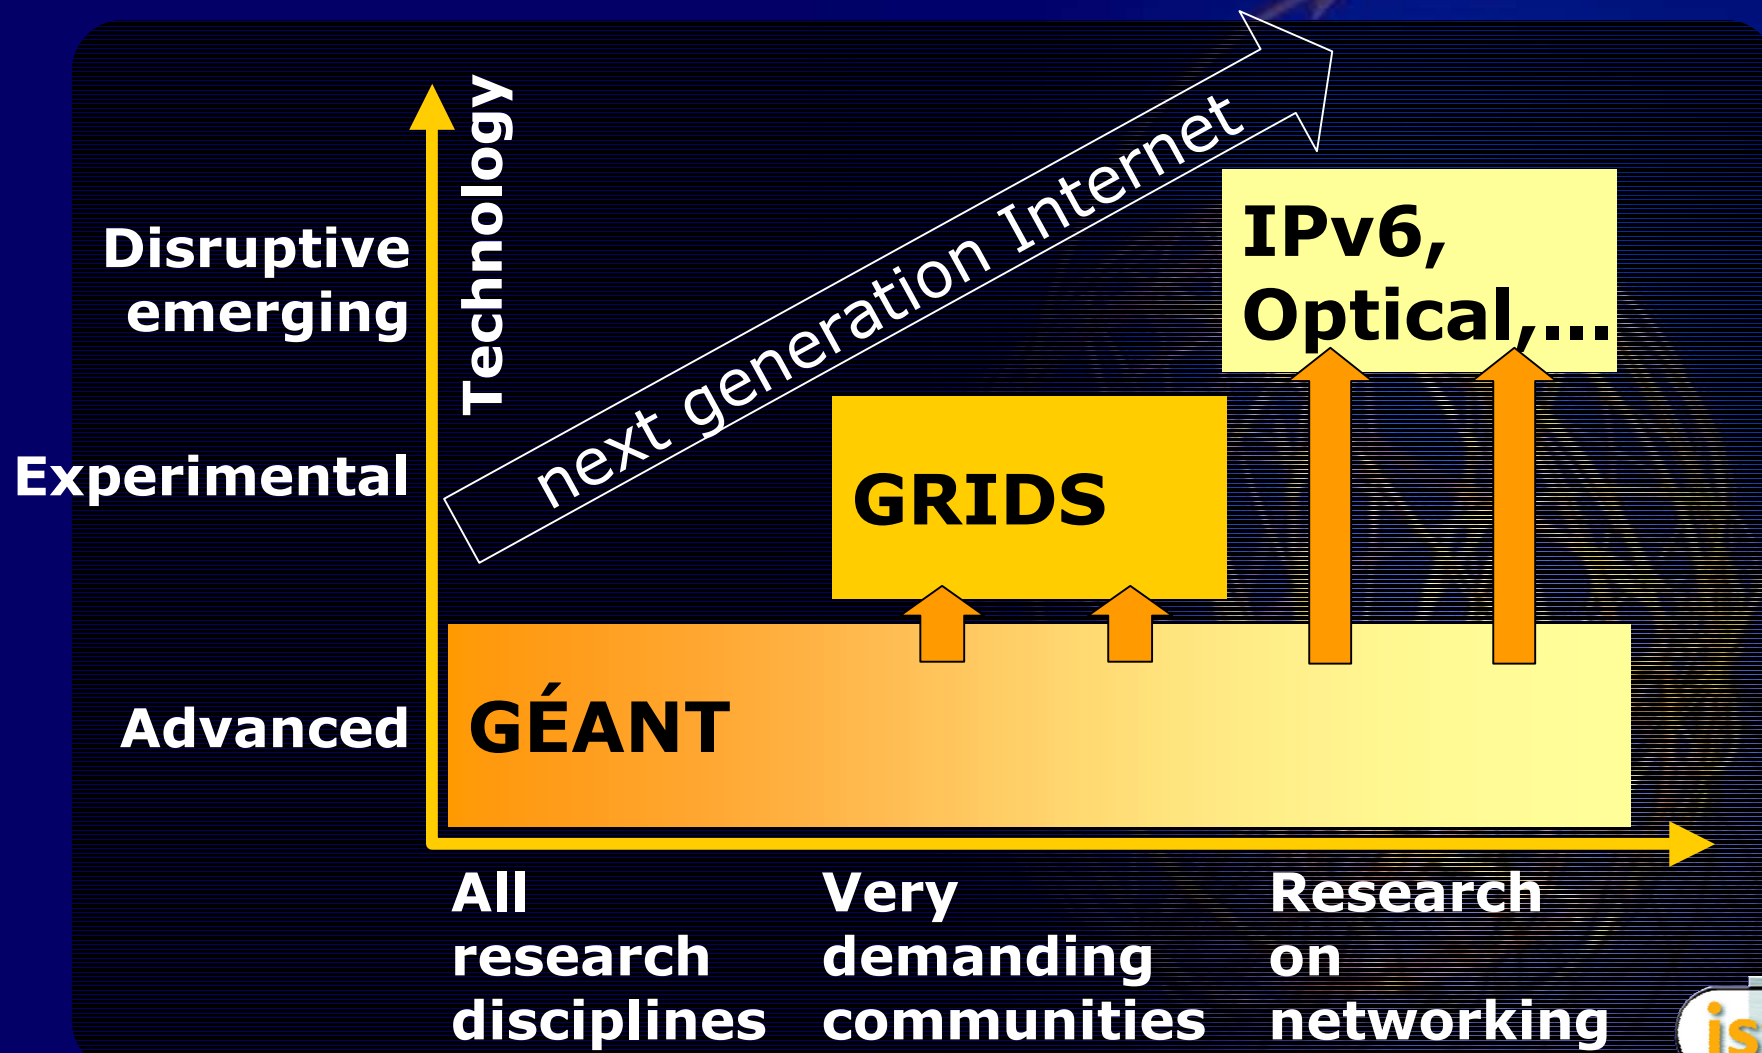 Technology
next generation Internet
Disruptive
emerging
IPv6,
Optical,...
Experimental
GRIDS
Advanced
GÉANT
All
research
disciplines
Very
demanding
communities
Research
on
networking
is